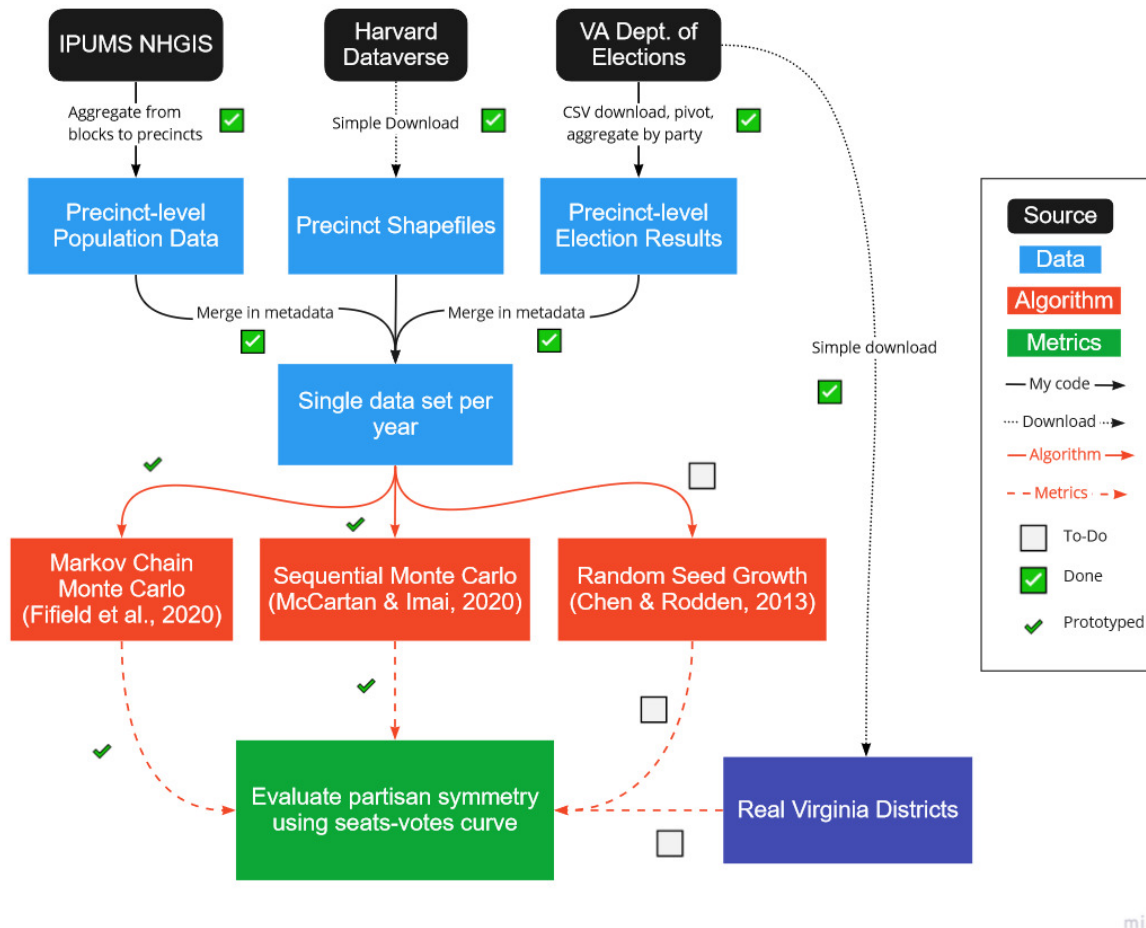 IPUMS NHGIS
Harvard
Dataverse
VA Dept. of
Elections
Aggregate from
blocks to precincts
Simple Download
CSV download, pivot,
aggregate by party
Precinct-level
Population Data
Precinct Shapefiles
Precinct-level
Election Results
Merge in metadata
Merge in metadata
Simple download
Single data set per
year
Markov Chain
Monte Carlo
(Fifield et al., 2020)
Sequential Monte Carlo
(McCartan & Imai, 2020)
Random Seed Growth
(Chen & Rodden, 2013)
Evaluate partisan symmetry
using seats-votes curve
Real Virginia Districts
Source
Data
Algorithm
Metrics
My code
Download
Algorithm
Metrics
To-Do
Done
Prototyped
mi